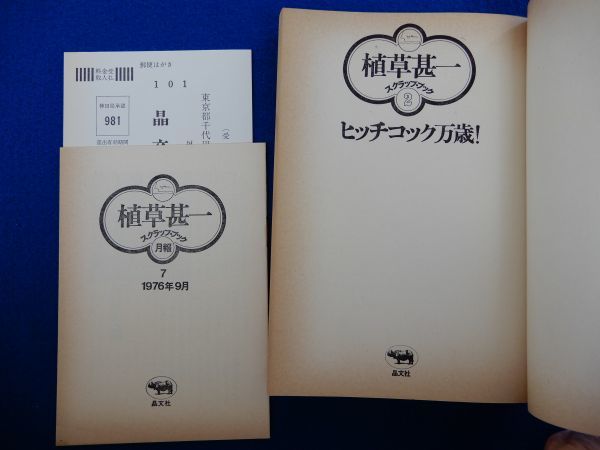 郵便はがき
料金受
取人払
101
神田局承認
981
差出有効期間
東京都千代田
晶文
(受
植草甚一
スクラップ・ブック
月報
7
1976年9月
晶文社
植草甚一
スクラップ・ブック
2
ヒッチコック万歳!
晶文社